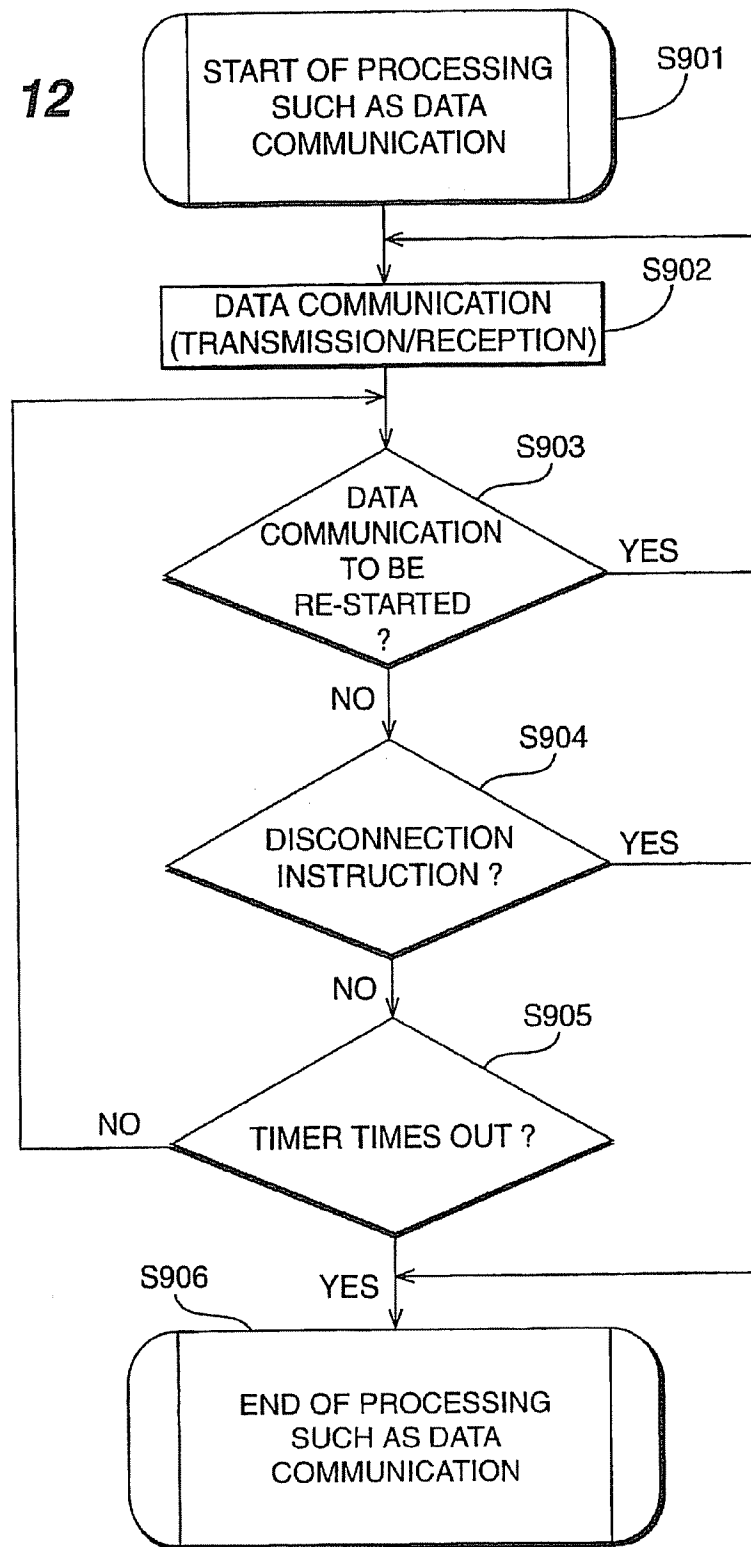 12
START OF PROCESSING
SUCH AS DATA
COMMUNICATION
S901
DATA COMMUNICATION
(TRANSMISSION/RECEPTION)
S902
S903
DATA
COMMUNICATION
TO BE
RE-STARTED
?
YES
NO
S904
DISCONNECTION
INSTRUCTION ?
YES
NO
S905
TIMER TIMES OUT ?
NO
YES
S906
END OF PROCESSING
SUCH AS DATA
COMMUNICATION